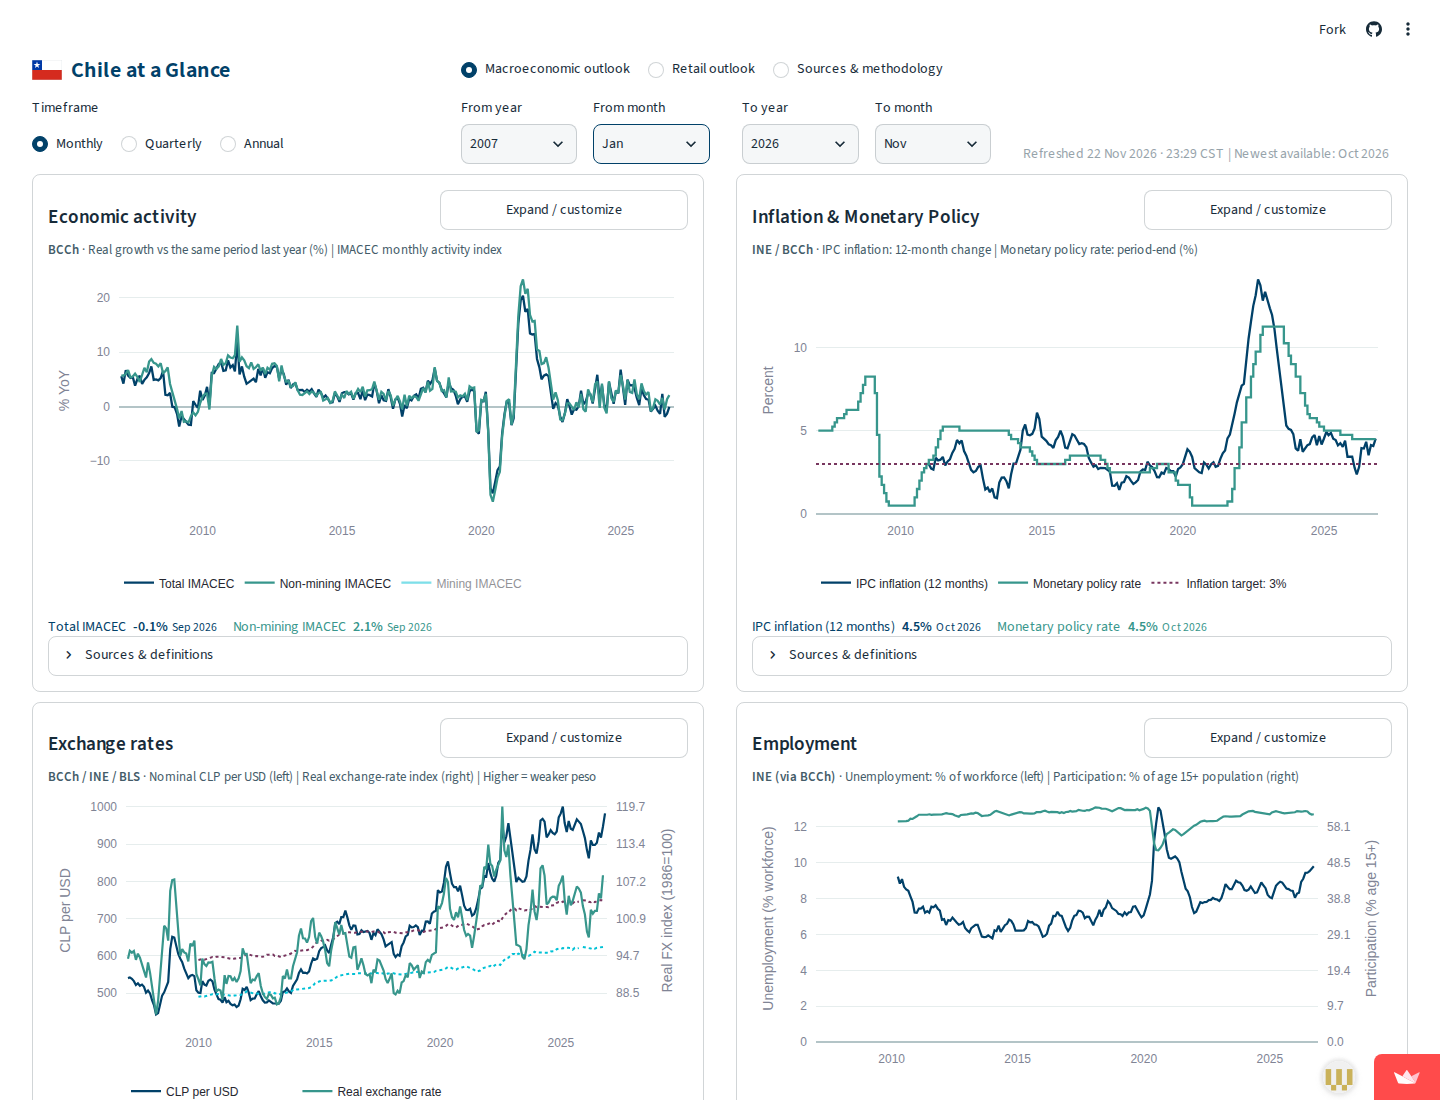 Fork
Chile at a Glance
Macroeconomic outlook
Retail outlook
Sources & methodology
Timeframe
Monthly
Quarterly
Annual
From year
From month
To year
To month
2007
Jan
2026
Nov
Refreshed 22 Nov 2026 · 23:29 CST | Newest available: Oct 2026
Economic activity
Expand / customize
BCCh · Real growth vs the same period last year (%) | IMACEC monthly activity index
% YoY
20
10
0
−10
2010
2015
2020
2025
Total IMACEC
Non-mining IMACEC
Mining IMACEC
Total IMACEC -0.1% Sep 2026 Non-mining IMACEC 2.1% Sep 2026
Sources & definitions
Inflation & Monetary Policy
Expand / customize
INE / BCCh · IPC inflation: 12-month change | Monetary policy rate: period-end (%)
Percent
10
5
0
2010
2015
2020
2025
IPC inflation (12 months)
Monetary policy rate
Inflation target: 3%
IPC inflation (12 months) 4.5% Oct 2026 Monetary policy rate 4.5% Oct 2026
Sources & definitions
Exchange rates
Expand / customize
BCCh / INE / BLS · Nominal CLP per USD (left) | Real exchange-rate index (right) | Higher = weaker peso
CLP per USD
1000
900
800
700
600
500
119.7
113.4
107.2
100.9
94.7
88.5
Real FX index (1986=100)
2010
2015
2020
2025
CLP per USD
Real exchange rate
Employment
Expand / customize
INE (via BCCh) · Unemployment: % of workforce (left) | Participation: % of age 15+ population (right)
Unemployment (% workforce)
12
10
8
6
4
2
0
58.1
48.5
38.8
29.1
19.4
9.7
0.0
Participation (% age 15+)
2010
2015
2020
2025